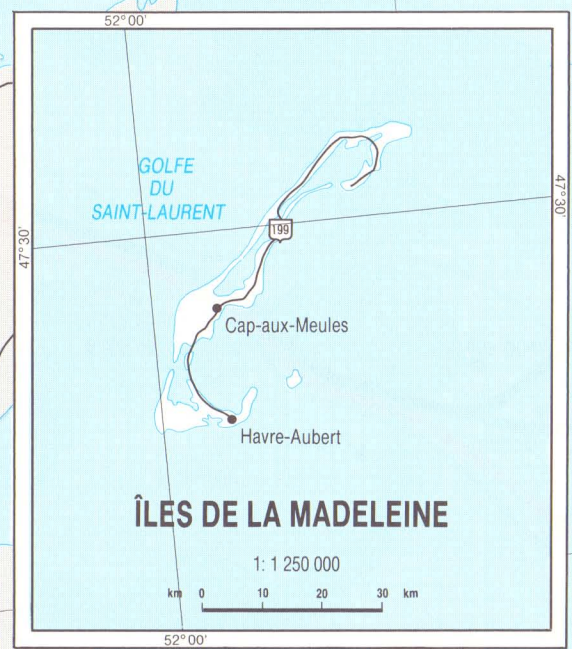 52°00'
GOLFE
DU
SAINT-LAURENT
47°30'
47°30'
199
Cap-aux-Meules
Havre-Aubert
ÎLES DE LA MADELEINE
1: 1 250 000
km 0 10 20 30 km
52°00'